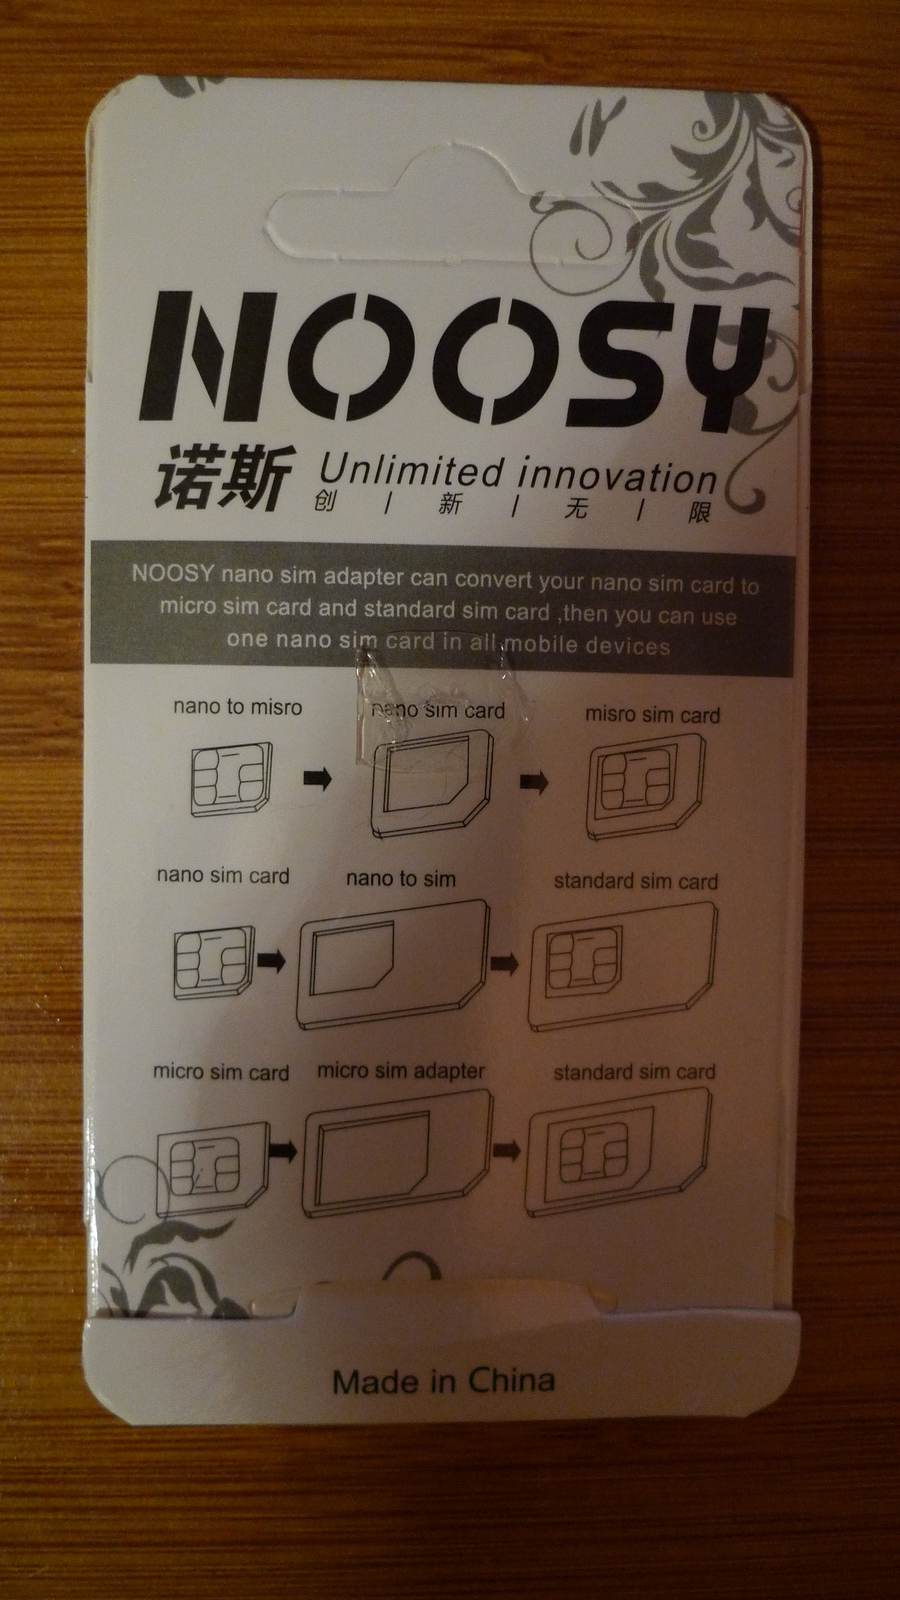 NOOSY
诺斯 Unlimited innovation
创 | 新 | 无 | 限
NOOSY nano sim adapter can convert your nano sim card to
micro sim card and standard sim card ,then you can use
one nano sim card in all mobile devices
nano to misro nano sim card misro sim card
nano sim card nano to sim standard sim card
micro sim card micro sim adapter standard sim card
Made in China